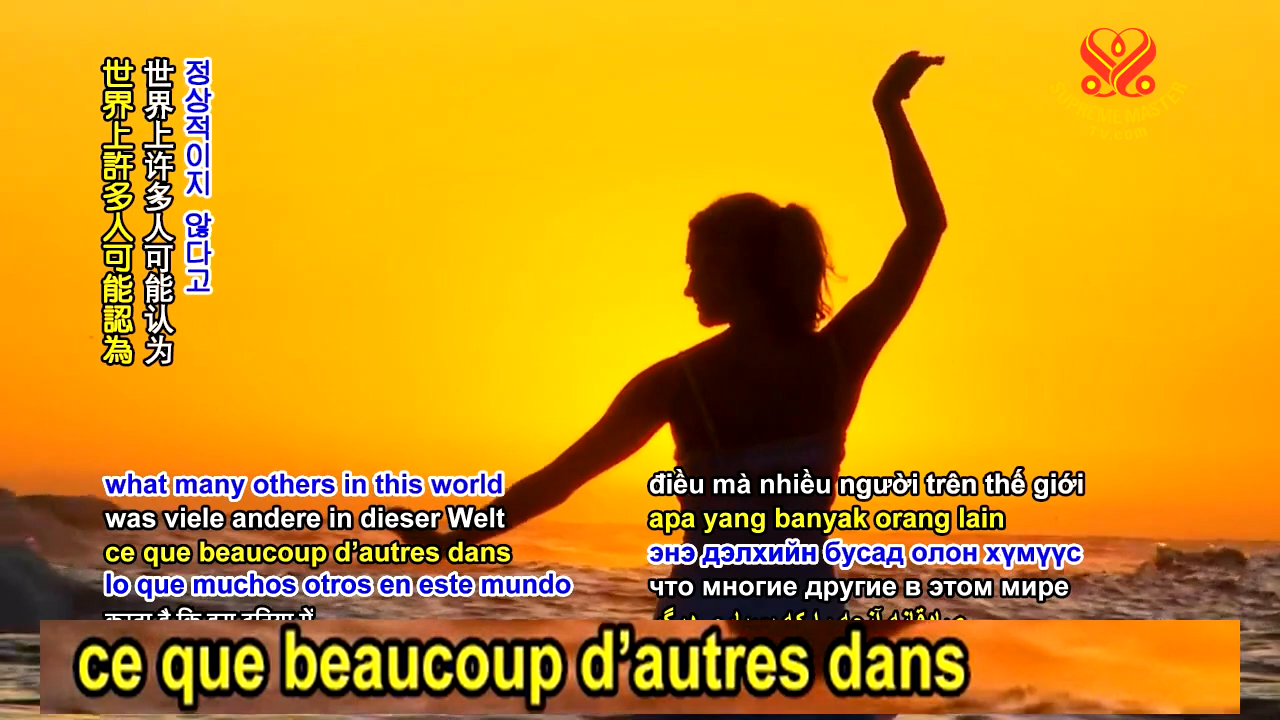 世界上許多人可能認為
世界上许多人可能认为
정상적이지 않다고
SUPREME MASTER
TV.com
what many others in this world
was viele andere in dieser Welt
ce que beaucoup d’autres dans
lo que muchos otros en este mundo
điều mà nhiều người trên thế giới
apa yang banyak orang lain
энэ дэлхийн бусад олон хүмүүс
что многие другие в этом мире
ce que beaucoup d’autres dans